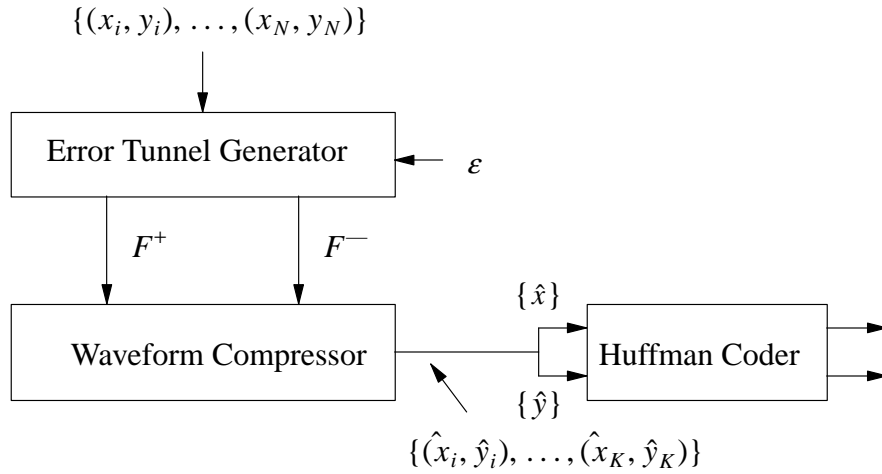 {(x_i, y_i), ..., (x_N, y_N)}
Error Tunnel Generator
ε
F^+
F^—
{x̂}
Waveform Compressor
Huffman Coder
{ŷ}
{(x̂_i, ŷ_i), ..., (x̂_K, ŷ_K)}